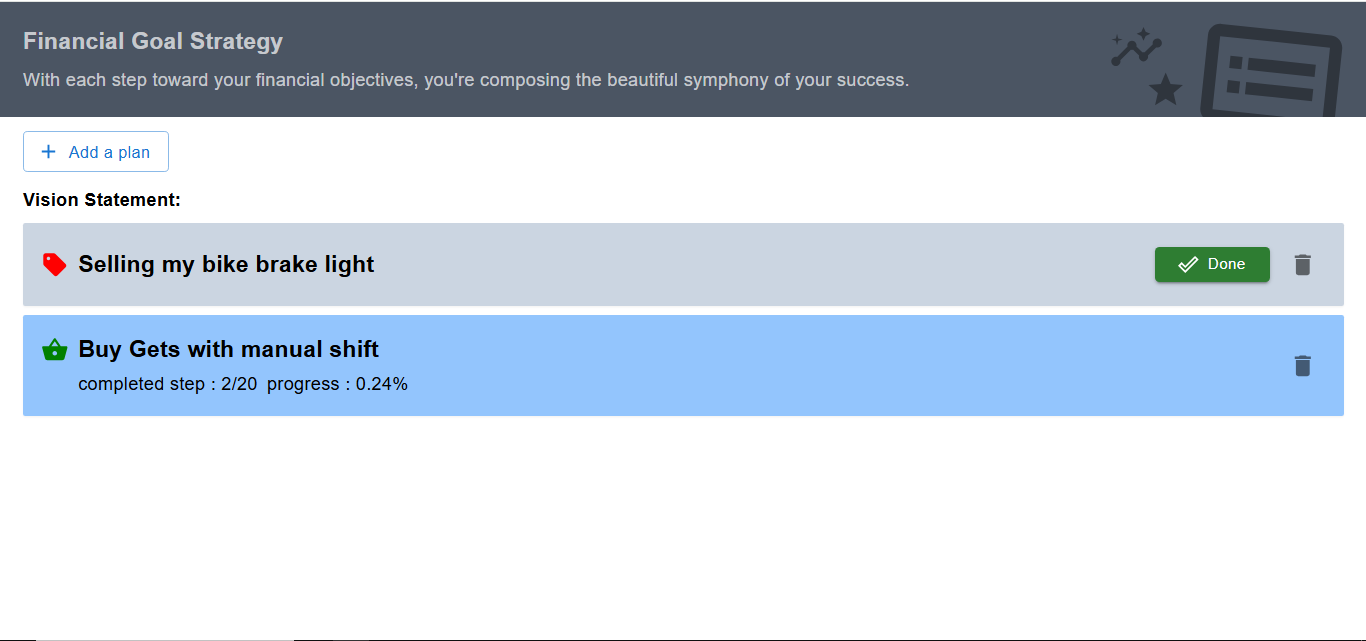 Financial Goal Strategy
With each step toward your financial objectives, you're composing the beautiful symphony of your success.
Add a plan
Vision Statement:
Selling my bike brake light
Done
Buy Gets with manual shift
completed step : 2/20 progress : 0.24%